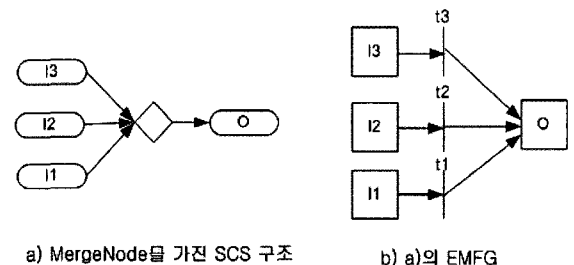 I3
I2
I1
O
t3
I3
t2
I2
O
t1
I1
a) MergeNode를 가진 SCS 구조
b) a)의 EMFG